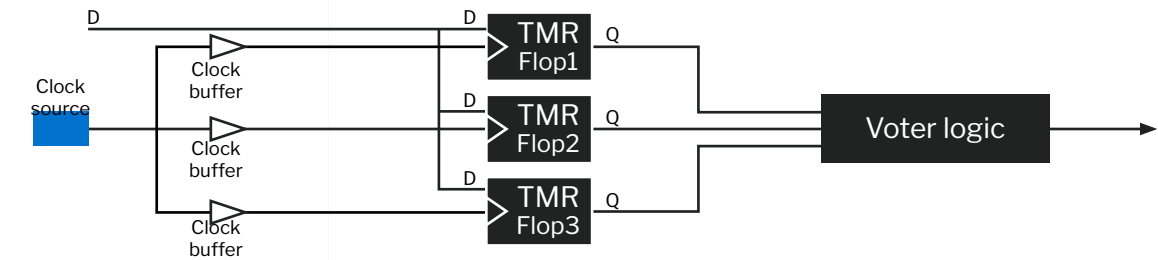 D
D
TMR
Flop1
Q
Clock
buffer
Clock
source
D
TMR
Flop2
Q
Voter logic
Clock
buffer
D
TMR
Flop3
Q
Clock
buffer